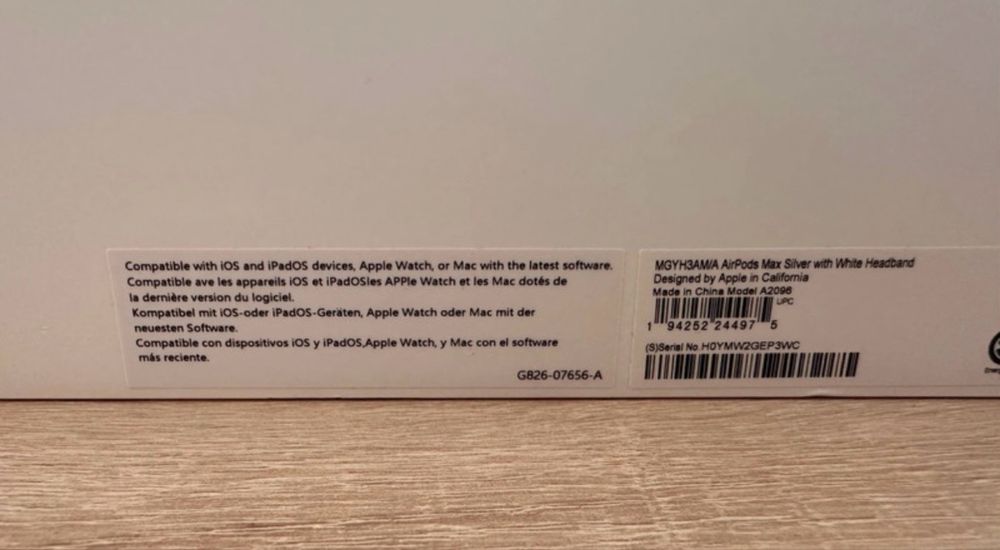 Compatible with iOS and iPadOS devices, Apple Watch, or Mac with the latest software.
Compatible ave les appareils iOS et iPadOSles APPle Watch et les Mac dotés de
la dernière version du logiciel.
Kompatibel mit iOS-oder iPadOS-Geräten, Apple Watch oder Mac mit der
neuesten Software.
Compatible con dispositivos iOS y iPadOS,Apple Watch, y Mac con el software
más reciente.
G826-07656-A
MGYH3AM/A AirPods Max Silver with White Headband
Designed by Apple in California
Made in China Model A2096
UPC
1 94252 24497 5
(S)Serial No.H0YMW2GEP3WC